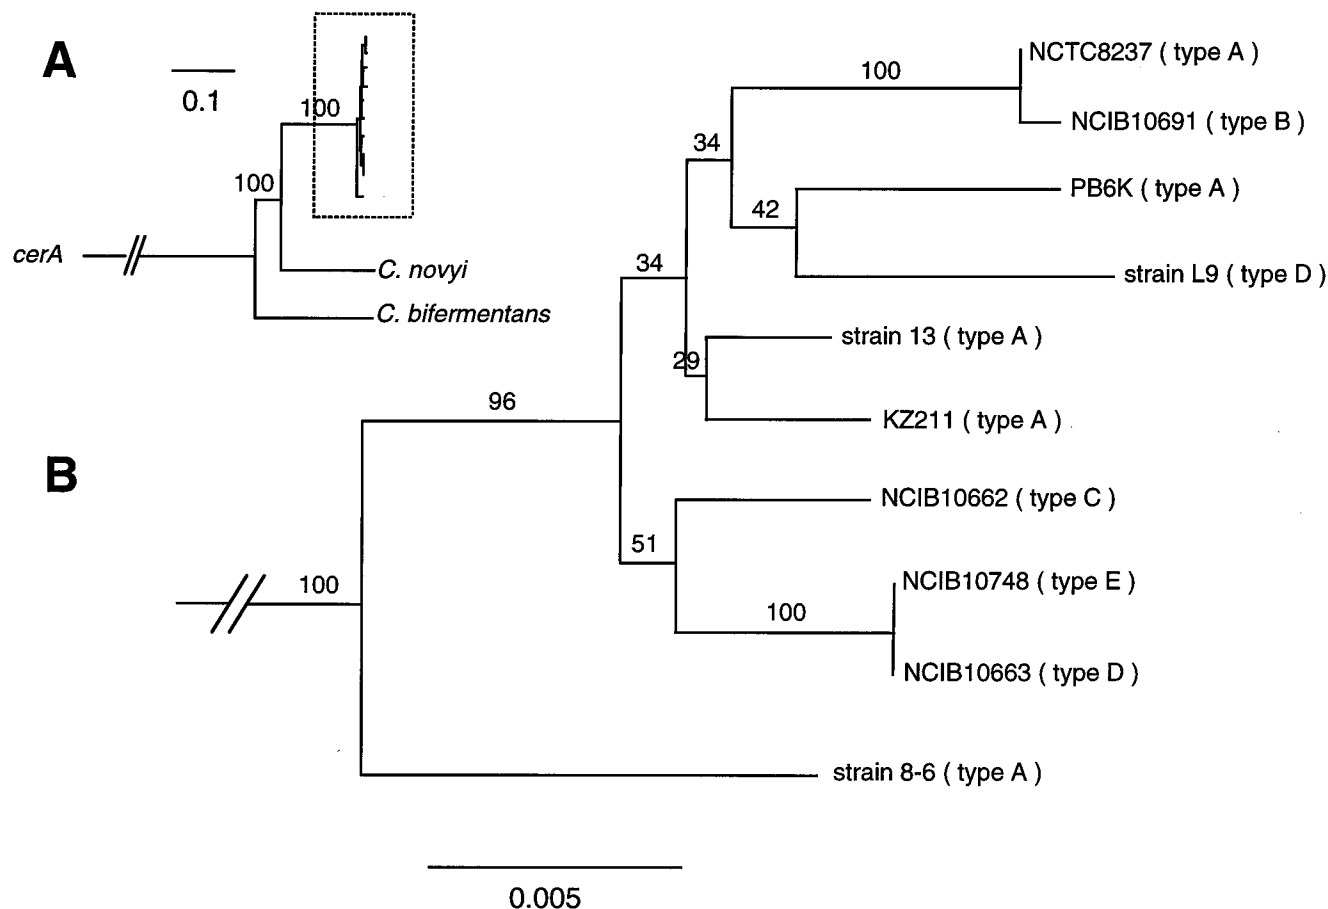 A
0.1
100
100
cerA
C. novyi
C. bifermentans
B
100
96
34
34
100
NCTC8237 ( type A )
NCIB10691 ( type B )
42
PB6K ( type A )
strain L9 ( type D )
29
strain 13 ( type A )
KZ211 ( type A )
51
NCIB10662 ( type C )
100
NCIB10748 ( type E )
NCIB10663 ( type D )
strain 8-6 ( type A )
0.005